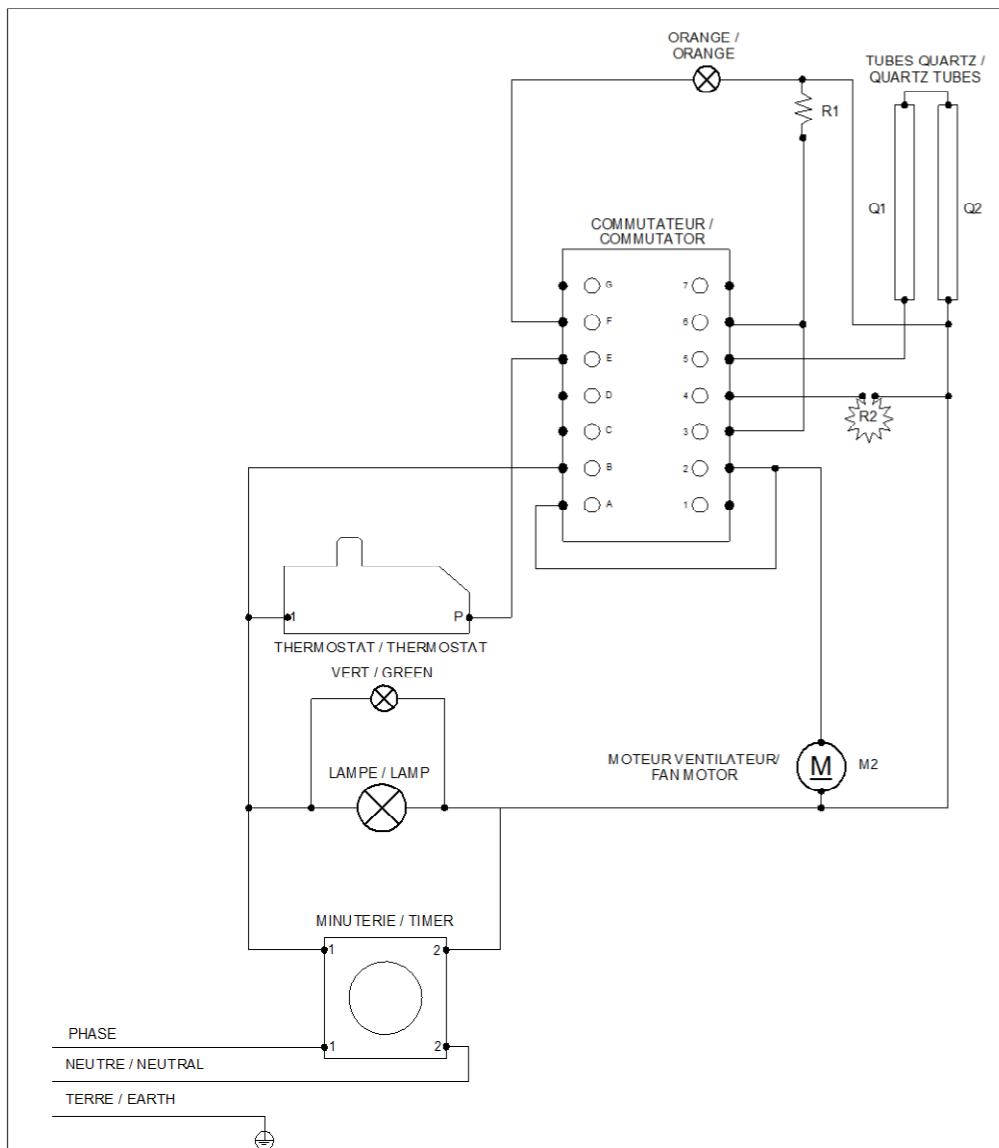 ORANGE /
ORANGE
TUBES QUARTZ /
QUARTZ TUBES
R1
Q1
Q2
COMMUTATEUR /
COMMUTATOR
G 7
F 6
E 5
D 4
R2
C 3
B 2
A 1
1 P
THERMOSTAT / THERMOSTAT
VERT / GREEN
MOTEUR VENTILATEUR/
FAN MOTOR
M
M2
LAMPE / LAMP
MINUTERIE / TIMER
1 2
1 2
PHASE
NEUTRE / NEUTRAL
TERRE / EARTH